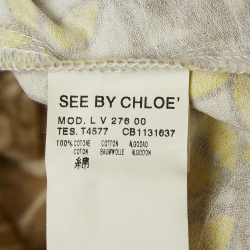 SEE BY CHLOE'
MOD. L V 276 00
TES. T4577 CB1131637
100% COTONE COTTON ALGODAO
COTON BAUMWOLLE ALGODON
綿